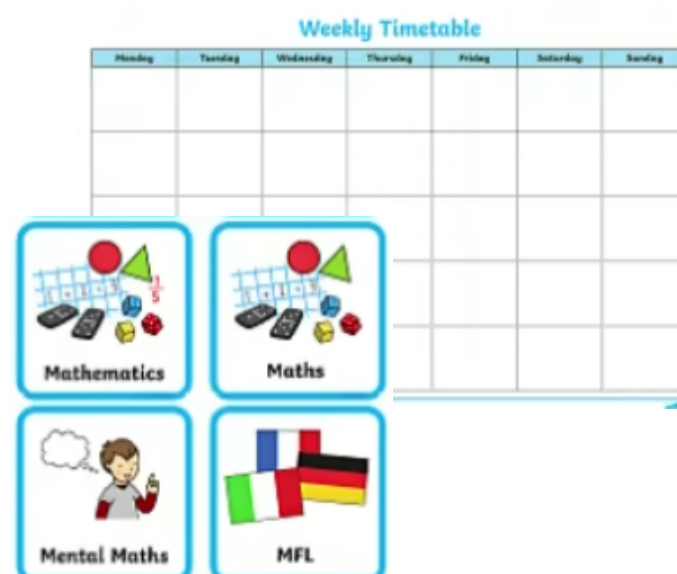 Weekly Timetable
Monday Tuesday Wednesday Thursday Friday Saturday Sunday
Mathematics
Maths
Mental Maths
MFL